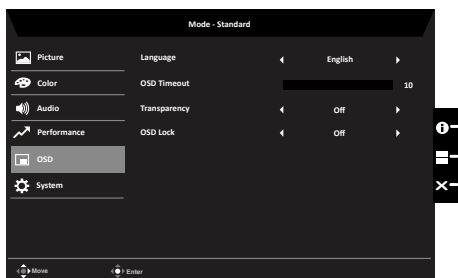 Mode - Standard
Picture
Language English
Color
OSD Timeout 10
Audio
Transparency Off
Performance
OSD Lock Off
OSD
System
Move Enter